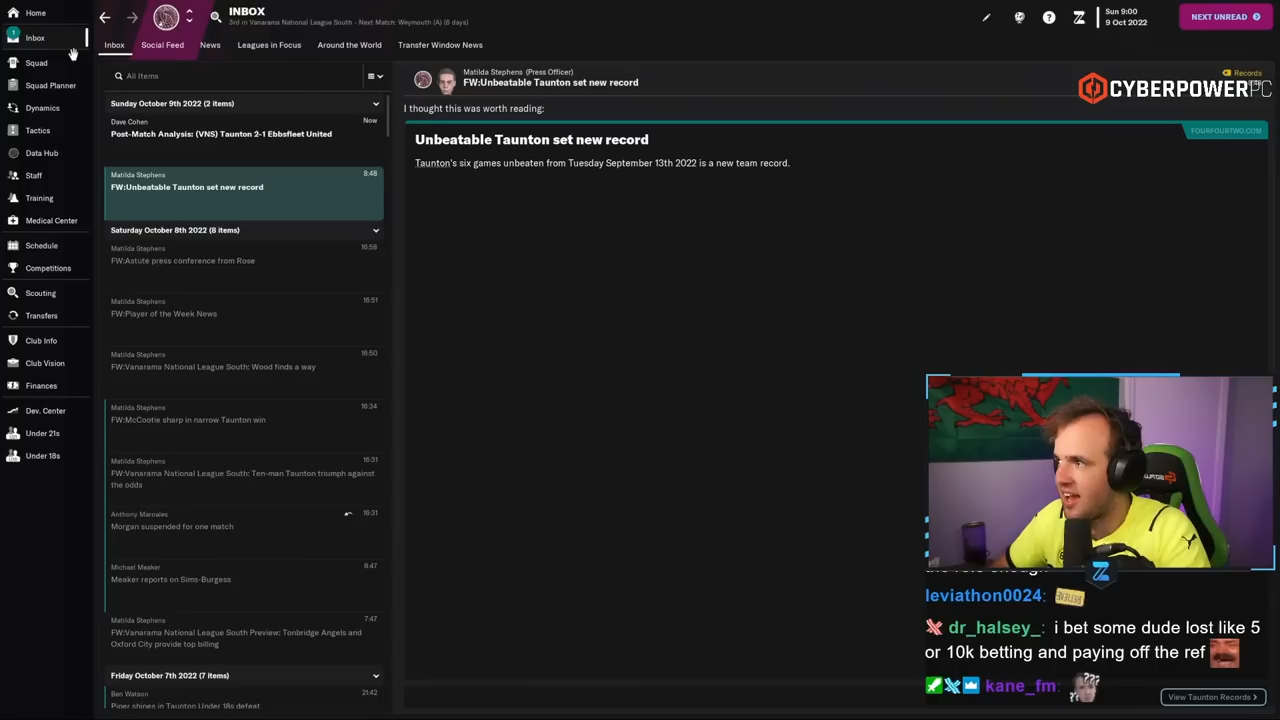 Home
1
Inbox
Squad
Squad Planner
Dynamics
Tactics
Data Hub
Staff
Training
Medical Center
Schedule
Competitions
Scouting
Transfers
Club Info
Club Vision
Finances
Dev. Center
Under 21s
Under 18s
INBOX
3rd in Vanarama National League South - Next Match: Weymouth (A) (6 days)
Sun 9:00
9 Oct 2022
NEXT UNREAD
Inbox
Social Feed
News
Leagues in Focus
Around the World
Transfer Window News
All Items
Sunday October 9th 2022 (2 items)
Dave Cohen
Now
Post-Match Analysis: (VNS) Taunton 2-1 Ebbsfleet United
Matilda Stephens
8:48
FW:Unbeatable Taunton set new record
Saturday October 8th 2022 (8 items)
Matilda Stephens
16:58
FW:Astute press conference from Rose
Matilda Stephens
16:51
FW:Player of the Week News
Matilda Stephens
16:50
FW:Vanarama National League South: Wood finds a way
Matilda Stephens
16:34
FW:McCootie sharp in narrow Taunton win
Matilda Stephens
16:31
FW:Vanarama National League South: Ten-man Taunton triumph against
the odds
Anthony Maroales
16:31
Morgan suspended for one match
Michael Meaker
8:47
Meaker reports on Sims-Burgess
Matilda Stephens
7:47
FW:Vanarama National League South Preview: Tonbridge Angels and
Oxford City provide top billing
Friday October 7th 2022 (7 items)
Ben Watson
21:42
Piper shines in Taunton Under 18s defeat
Matilda Stephens (Press Officer)
FW:Unbeatable Taunton set new record
Records
CYBERPOWERPC
I thought this was worth reading:
FOURFOURTWO.COM
Unbeatable Taunton set new record
Taunton's six games unbeaten from Tuesday September 13th 2022 is a new team record.
leviathon0024:
dr_halsey_: i bet some dude lost like 5
or 10k betting and paying off the ref
kane_fm:
View Taunton Records